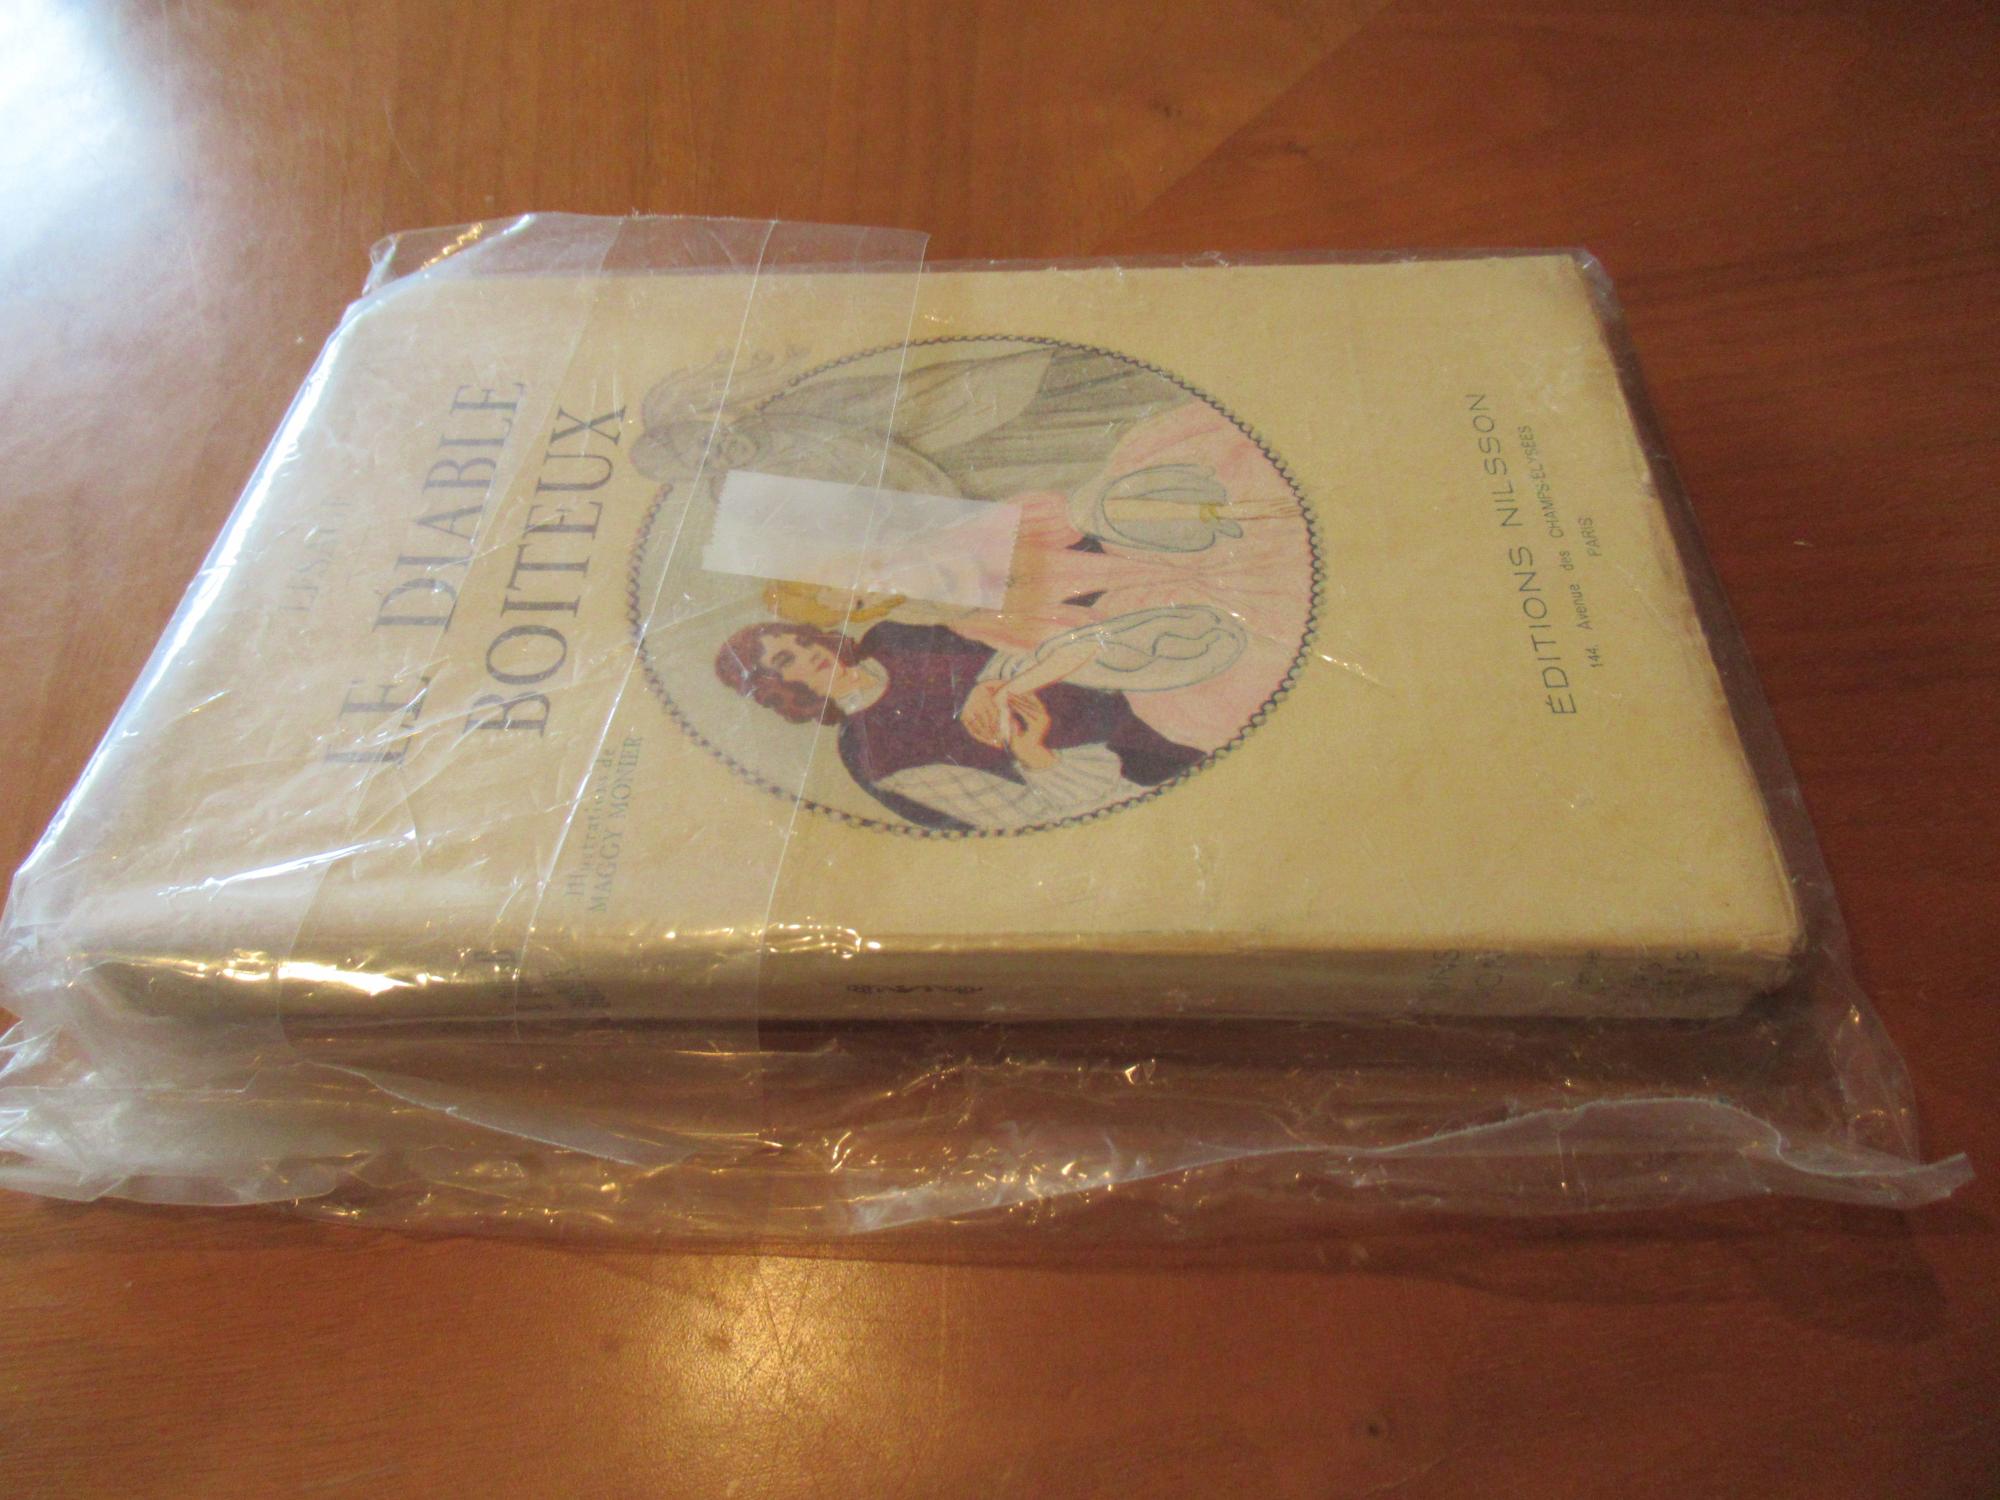 LESAGE
LE DIABLE
BOITEUX
Illustrations de
MAGGY MONIER
ÉDITIONS NILSSON
144, Avenue des CHAMPS-ELYSÉES
PARIS